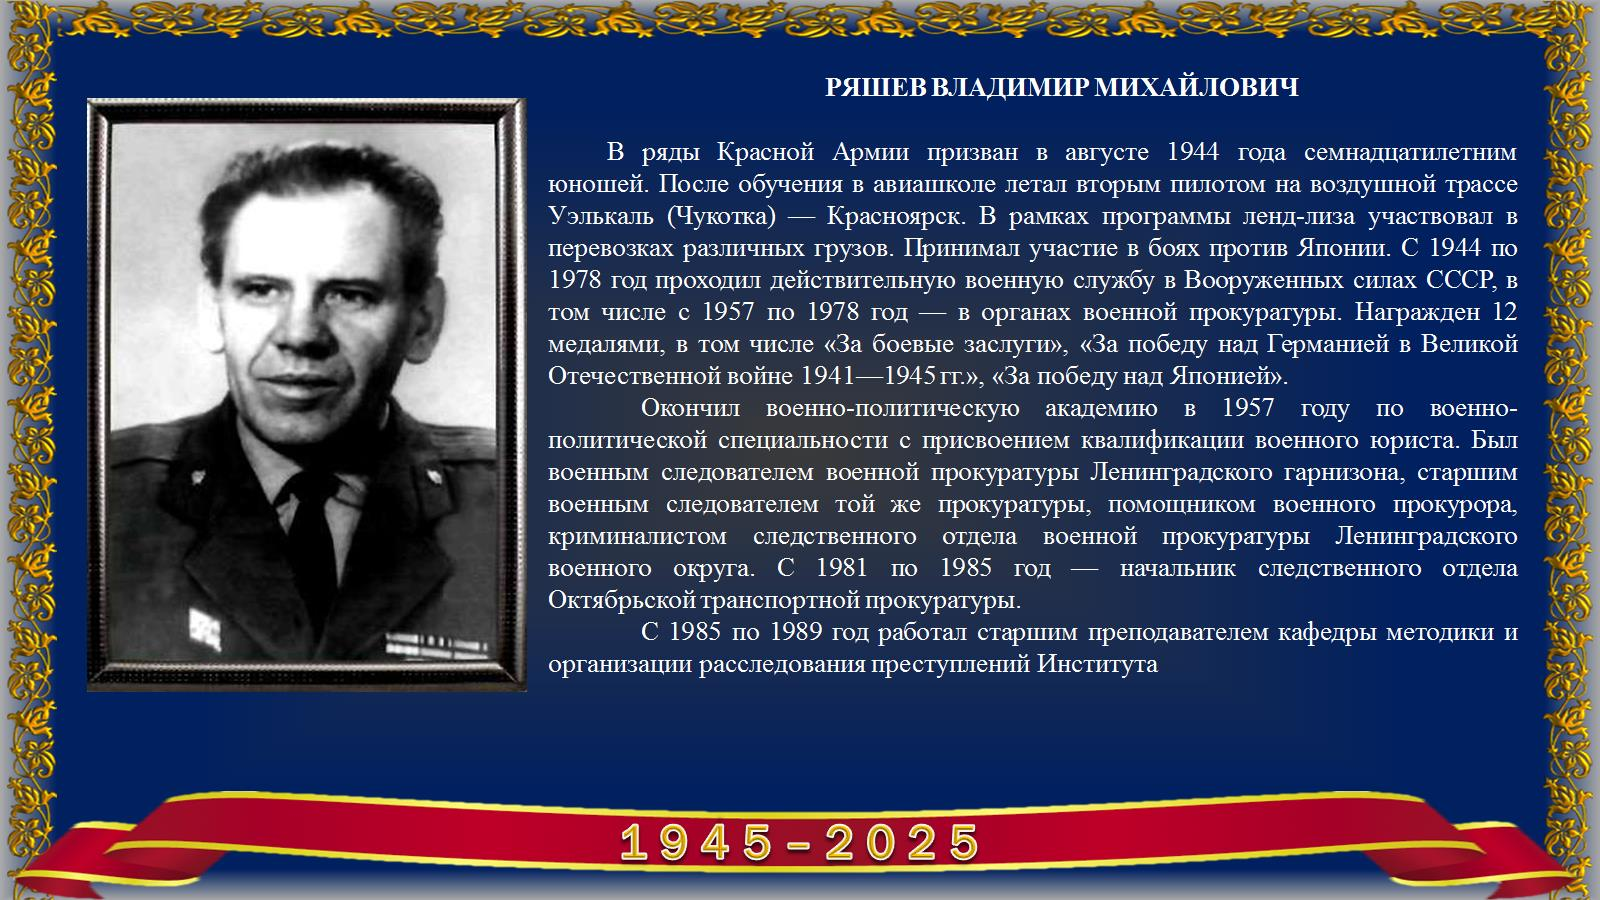 РЯШЕВ ВЛАДИМИР МИХАЙЛОВИЧ
В ряды Красной Армии призван в августе 1944 года семнадцатилетним
юношей. После обучения в авиашколе летал вторым пилотом на воздушной трассе
Уэлькаль (Чукотка) — Красноярск. В рамках программы ленд-лиза участвовал в
перевозках различных грузов. Принимал участие в боях против Японии. С 1944 по
1978 год проходил действительную военную службу в Вооруженных силах СССР, в
том числе с 1957 по 1978 год — в органах военной прокуратуры. Награжден 12
медалями, в том числе «За боевые заслуги», «За победу над Германией в Великой
Отечественной войне 1941—1945 гг.», «За победу над Японией».
Окончил военно-политическую академию в 1957 году по военно-
политической специальности с присвоением квалификации военного юриста. Был
военным следователем военной прокуратуры Ленинградского гарнизона, старшим
военным следователем той же прокуратуры, помощником военного прокурора,
криминалистом следственного отдела военной прокуратуры Ленинградского
военного округа. С 1981 по 1985 год — начальник следственного отдела
Октябрьской транспортной прокуратуры.
С 1985 по 1989 год работал старшим преподавателем кафедры методики и
организации расследования преступлений Института
1945–2025